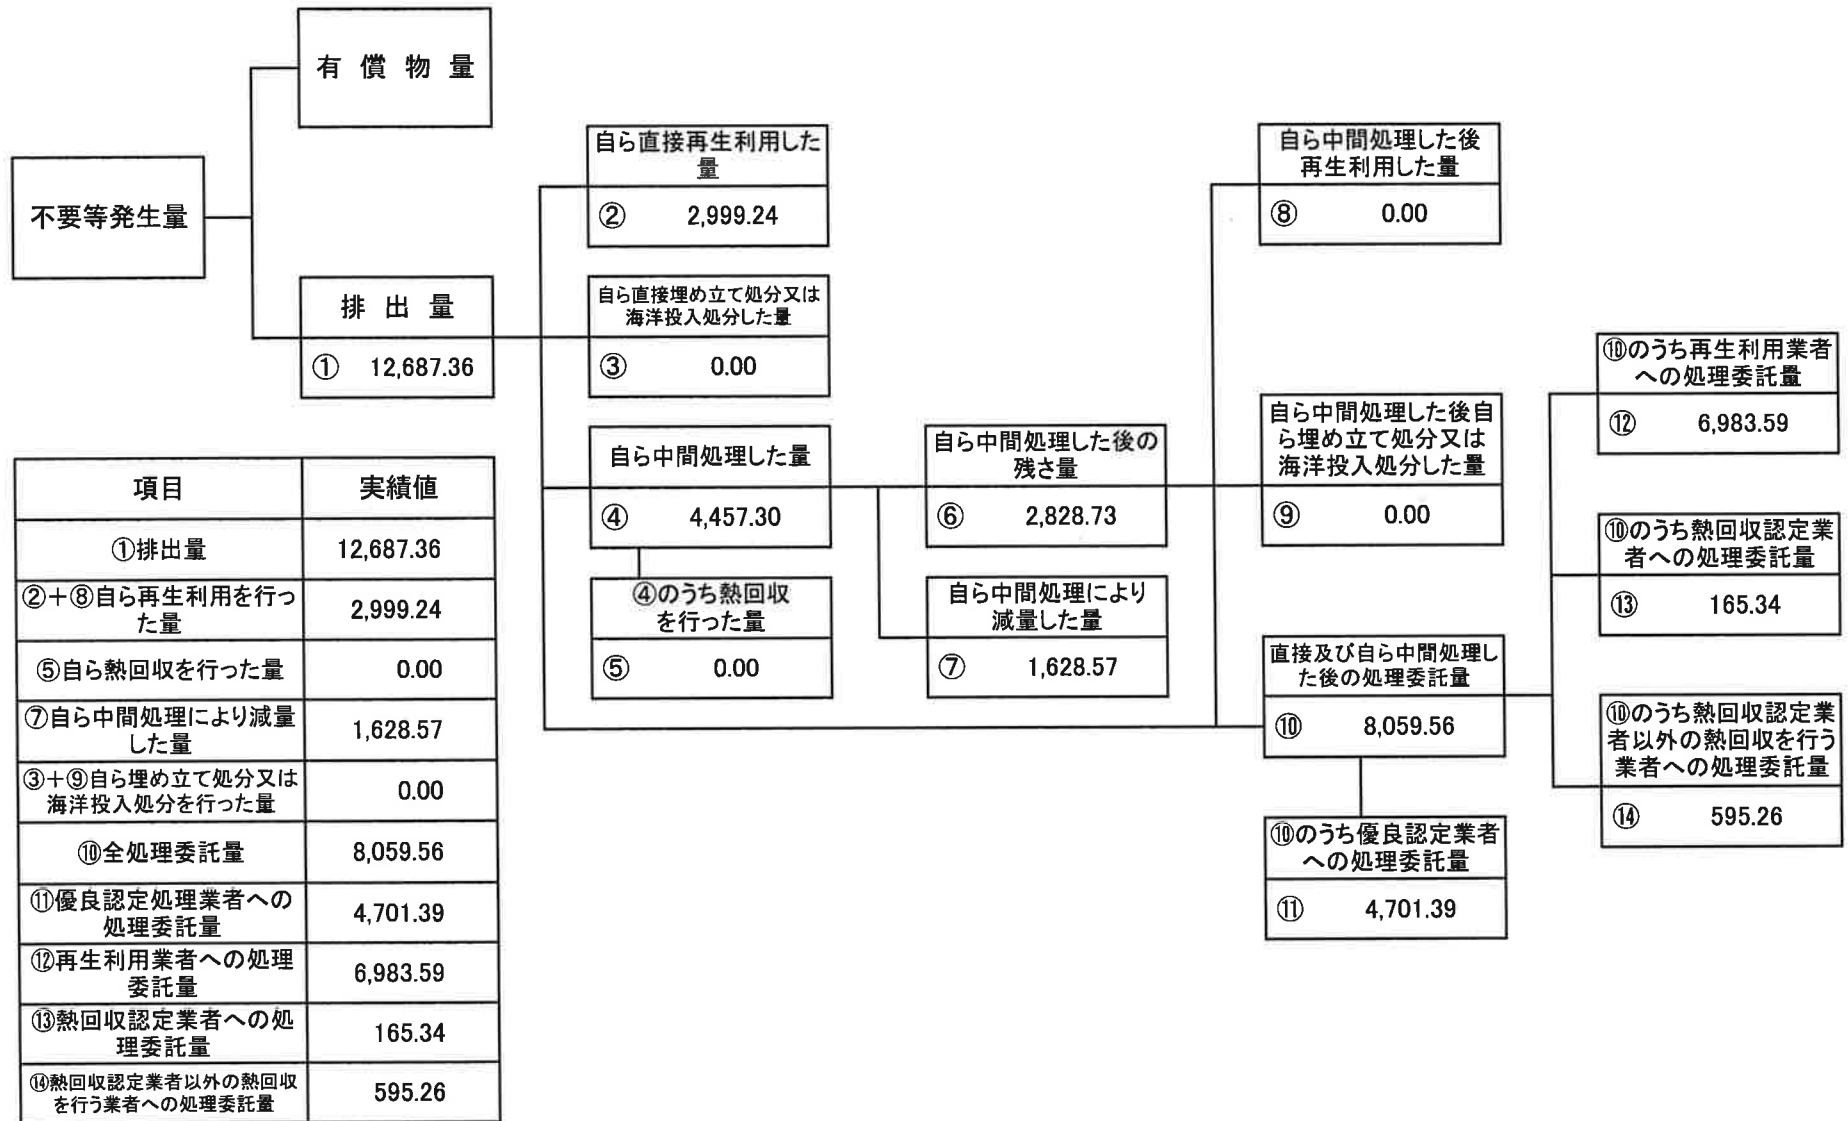 有償物量
不要等発生量
排出量
① 12,687.36
自ら直接再生利用した
量
② 2,999.24
自ら直接埋め立て処分又は
海洋投入処分した量
③ 0.00
自ら中間処理した量
④ 4,457.30
④のうち熱回収
を行った量
⑤ 0.00
自ら中間処理した後の
残さ量
⑥ 2,828.73
自ら中間処理により
減量した量
⑦ 1,628.57
自ら中間処理した後
再生利用した量
⑧ 0.00
自ら中間処理した後自
ら埋め立て処分又は
海洋投入処分した量
⑨ 0.00
直接及び自ら中間処理し
た後の処理委託量
⑩ 8,059.56
⑩のうち優良認定業者
への処理委託量
⑪ 4,701.39
⑩のうち再生利用業者
への処理委託量
⑫ 6,983.59
⑩のうち熱回収認定業
者への処理委託量
⑬ 165.34
⑩のうち熱回収認定業
者以外の熱回収を行う
業者への処理委託量
⑭ 595.26
項目 実績値
①排出量 12,687.36
②+⑧自ら再生利用を行っ
た量 2,999.24
⑤自ら熱回収を行った量 0.00
⑦自ら中間処理により減量
した量 1,628.57
③+⑨自ら埋め立て処分又は
海洋投入処分を行った量 0.00
⑩全処理委託量 8,059.56
⑪優良認定処理業者への
処理委託量 4,701.39
⑫再生利用業者への処理
委託量 6,983.59
⑬熱回収認定業者への処
理委託量 165.34
⑭熱回収認定業者以外の熱回収
を行う業者への処理委託量 595.26